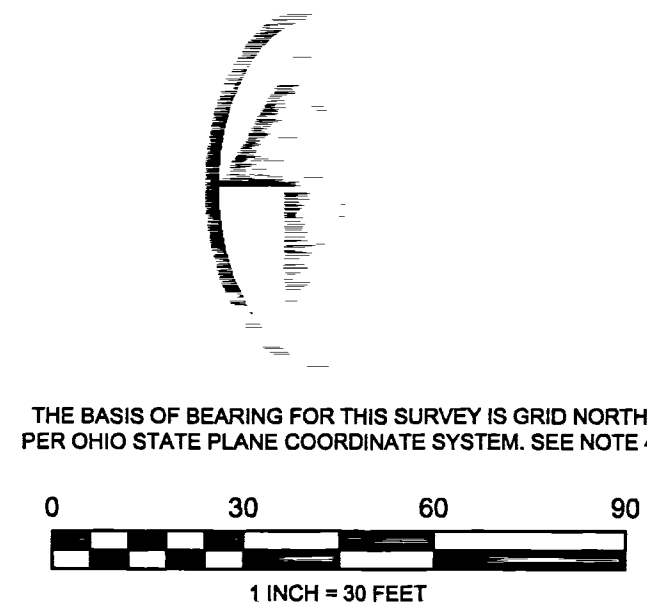 THE BASIS OF BEARING FOR THIS SURVEY IS GRID NORTH
PER OHIO STATE PLANE COORDINATE SYSTEM. SEE NOTE
0 30 60 90
1 INCH = 30 FEET